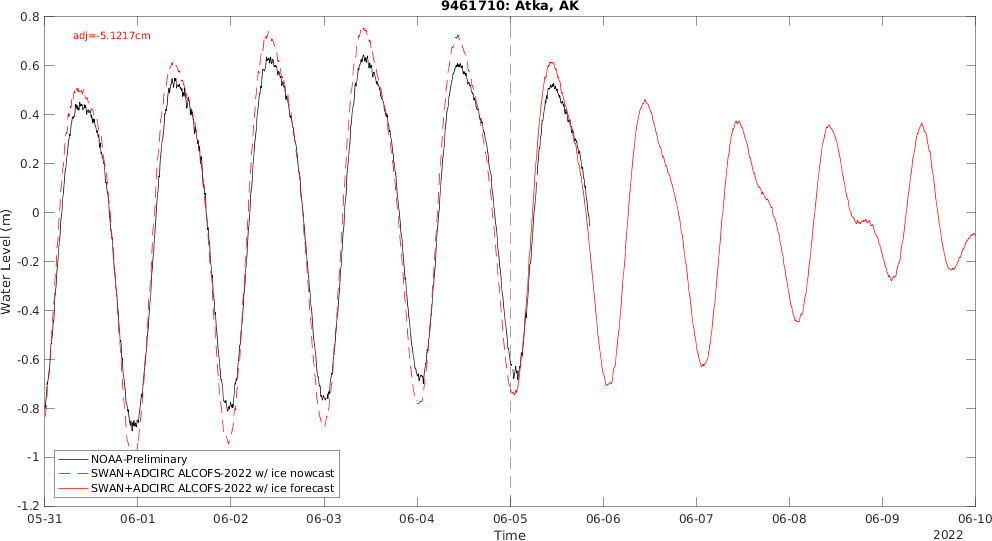 9461710: Atka, AK
adj=-5.1217cm
Water Level (m)
0.8
0.6
0.4
0.2
0
-0.2
-0.4
-0.6
-0.8
-1
-1.2
NOAA-Preliminary
SWAN+ADCIRC ALCOFS-2022 w/ ice nowcast
SWAN+ADCIRC ALCOFS-2022 w/ ice forecast
05-31 06-01 06-02 06-03 06-04 06-05 06-06 06-07 06-08 06-09 06-10
Time
2022